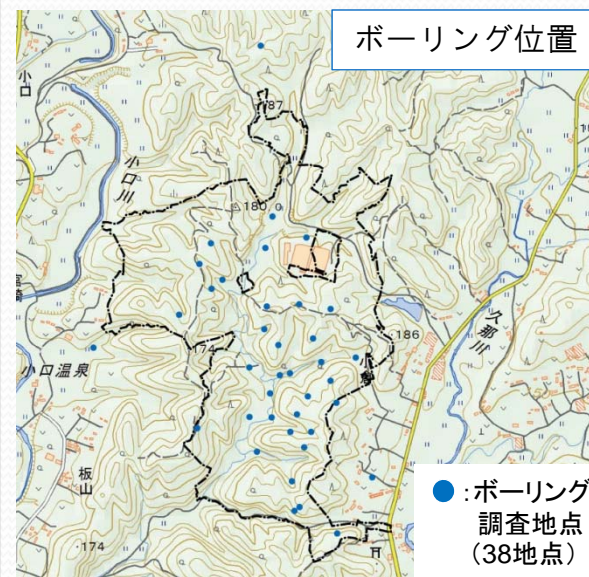 ボーリング位置
小口
187
小口川
180.0
久那川
186
174
小口温泉
板山
174
●:ボーリング
調査地点
(38地点)